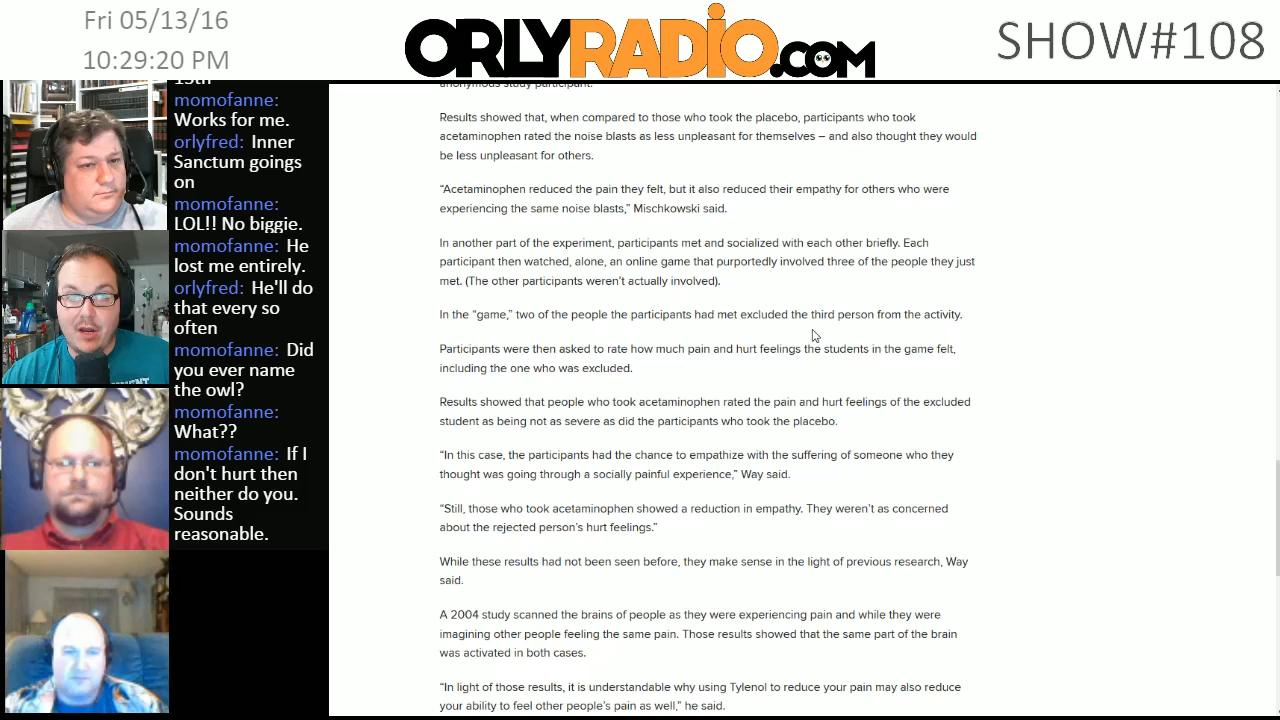 Fri 05/13/16
10:29:20 PM
ORLYRADIO.COM
SHOW#108
13th
momofanne:
Works for me.
orlyfred: Inner
Sanctum goings
on
momofanne:
LOL!! No biggie.
momofanne: He
lost me entirely.
orlyfred: He'll do
that every so
often
momofanne: Did
you ever name
the owl?
momofanne:
What??
momofanne: If I
don't hurt then
neither do you.
Sounds
reasonable.
anonymous study participant.
Results showed that, when compared to those who took the placebo, participants who took
acetaminophen rated the noise blasts as less unpleasant for themselves – and also thought they would
be less unpleasant for others.
“Acetaminophen reduced the pain they felt, but it also reduced their empathy for others who were
experiencing the same noise blasts,” Mischkowski said.
In another part of the experiment, participants met and socialized with each other briefly. Each
participant then watched, alone, an online game that purportedly involved three of the people they just
met. (The other participants weren’t actually involved).
In the “game,” two of the people the participants had met excluded the third person from the activity.
Participants were then asked to rate how much pain and hurt feelings the students in the game felt,
including the one who was excluded.
Results showed that people who took acetaminophen rated the pain and hurt feelings of the excluded
student as being not as severe as did the participants who took the placebo.
“In this case, the participants had the chance to empathize with the suffering of someone who they
thought was going through a socially painful experience,” Way said.
“Still, those who took acetaminophen showed a reduction in empathy. They weren’t as concerned
about the rejected person’s hurt feelings.”
While these results had not been seen before, they make sense in the light of previous research, Way
said.
A 2004 study scanned the brains of people as they were experiencing pain and while they were
imagining other people feeling the same pain. Those results showed that the same part of the brain
was activated in both cases.
“In light of those results, it is understandable why using Tylenol to reduce your pain may also reduce
your ability to feel other people’s pain as well,” he said.